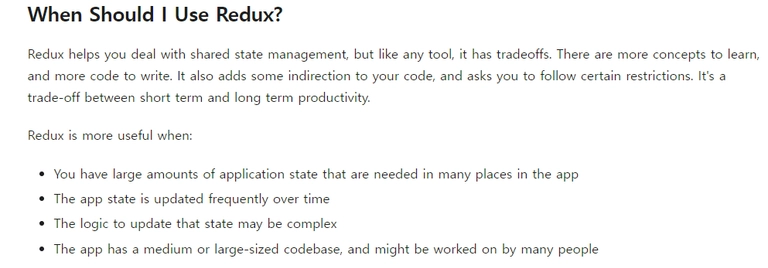 When Should I Use Redux?
Redux helps you deal with shared state management, but like any tool, it has tradeoffs. There are more concepts to learn,
and more code to write. It also adds some indirection to your code, and asks you to follow certain restrictions. It's a
trade-off between short term and long term productivity.
Redux is more useful when:
• You have large amounts of application state that are needed in many places in the app
• The app state is updated frequently over time
• The logic to update that state may be complex
• The app has a medium or large-sized codebase, and might be worked on by many people